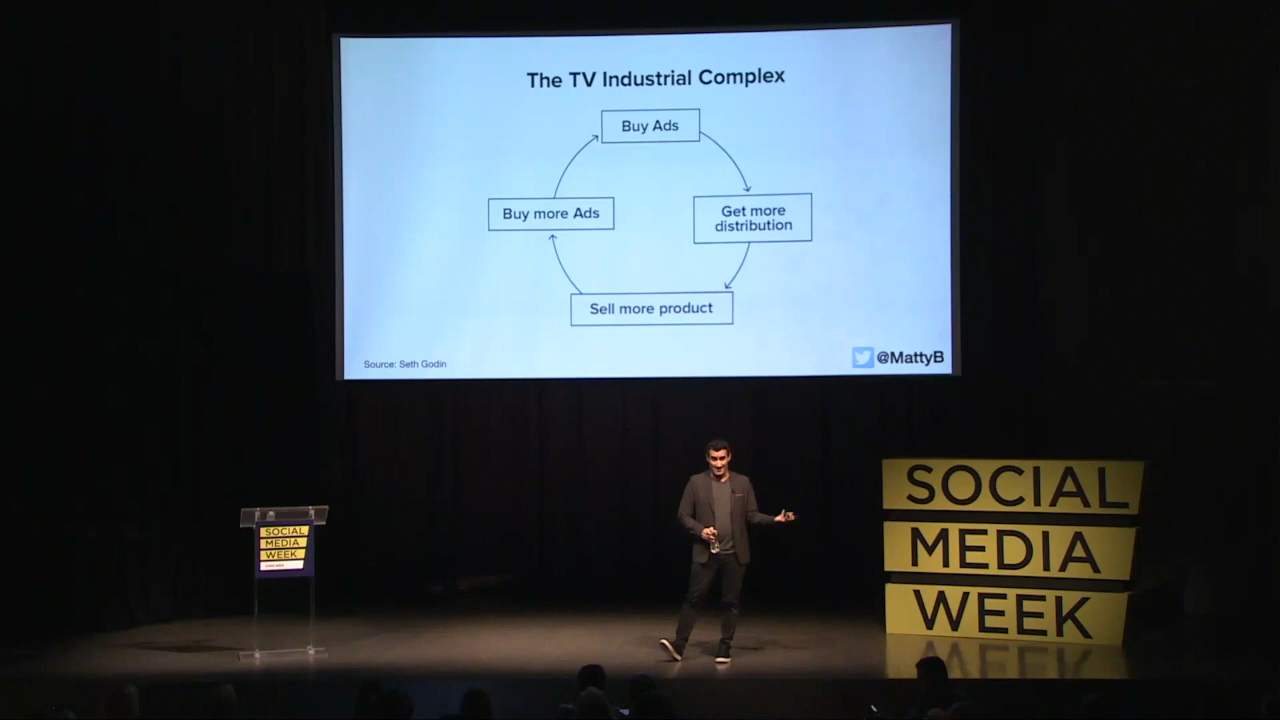 The TV Industrial Complex
Buy Ads
Buy more Ads
Get more
distribution
Sell more product
Source: Seth Godin
@MattyB
SOCIAL
MEDIA
WEEK
SOCIAL
MEDIA
WEEK